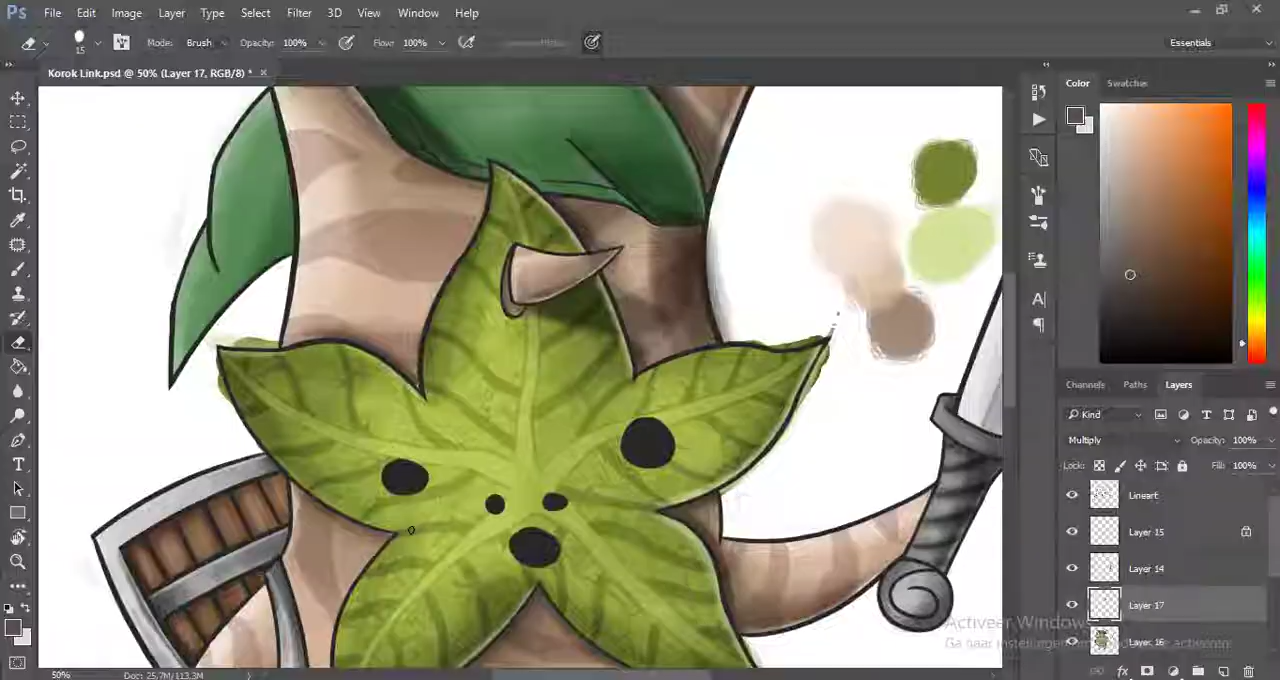 Ps File Edit Image Layer Type Select Filter 3D View Window Help
15 Mode: Brush Opacity: 100% Flow: 100% Essentials
Korok Link.psd @ 50% (Layer 17, RGB/8) * ×
Color Swatches
Channels Paths Layers
Kind
Multiply Opacity: 100%
Lock: Fill: 100%
Lineart
Layer 15
Layer 14
Layer 17
Activeer Windows
Layer 16
Ga naar instellingen om Windows te activeren.
50% Doc: 25,7M/113,3M